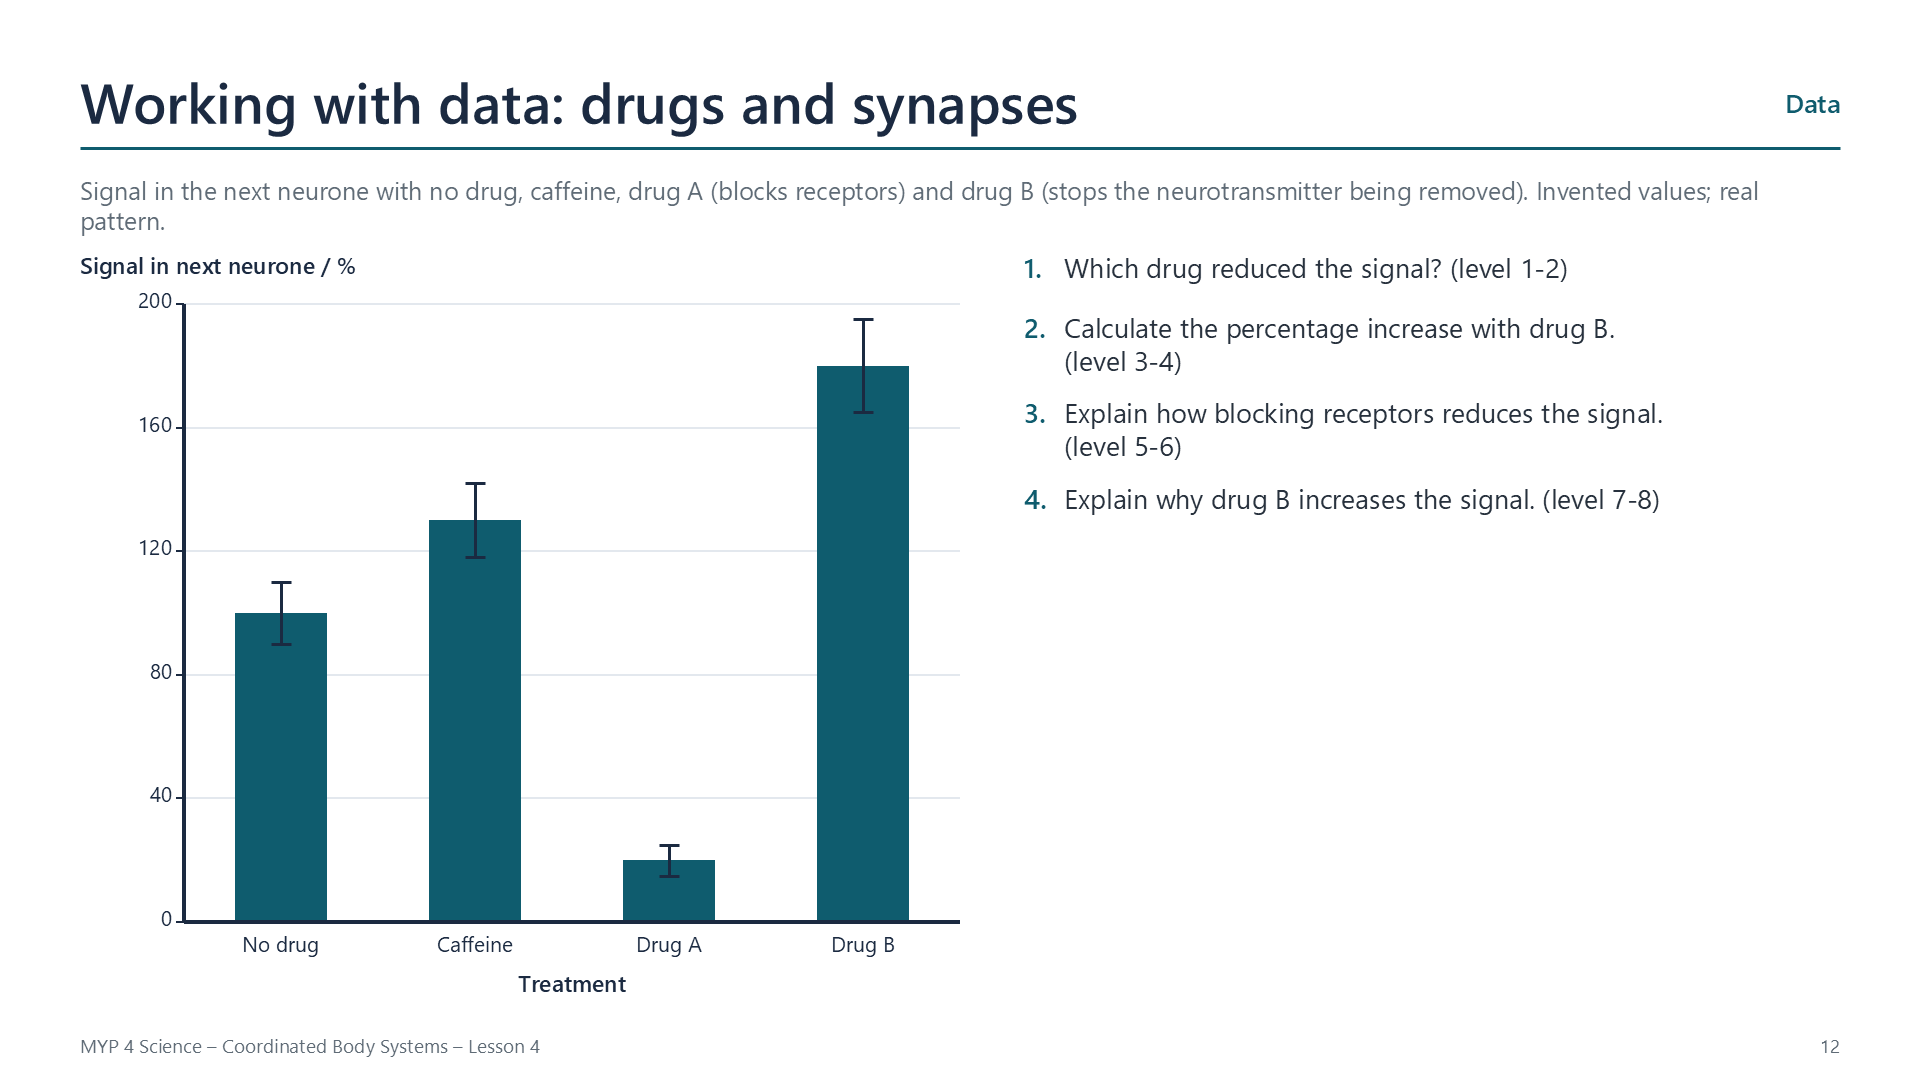 Working with data: drugs and synapses
Data
Signal in the next neurone with no drug, caffeine, drug A (blocks receptors) and drug B (stops the neurotransmitter being removed). Invented values; real
pattern.
Signal in next neurone / %
200
160
120
80
40
0
No drug
Caffeine
Drug A
Drug B
Treatment
1. Which drug reduced the signal? (level 1-2)
2. Calculate the percentage increase with drug B.
(level 3-4)
3. Explain how blocking receptors reduces the signal.
(level 5-6)
4. Explain why drug B increases the signal. (level 7-8)
MYP 4 Science – Coordinated Body Systems – Lesson 4
12